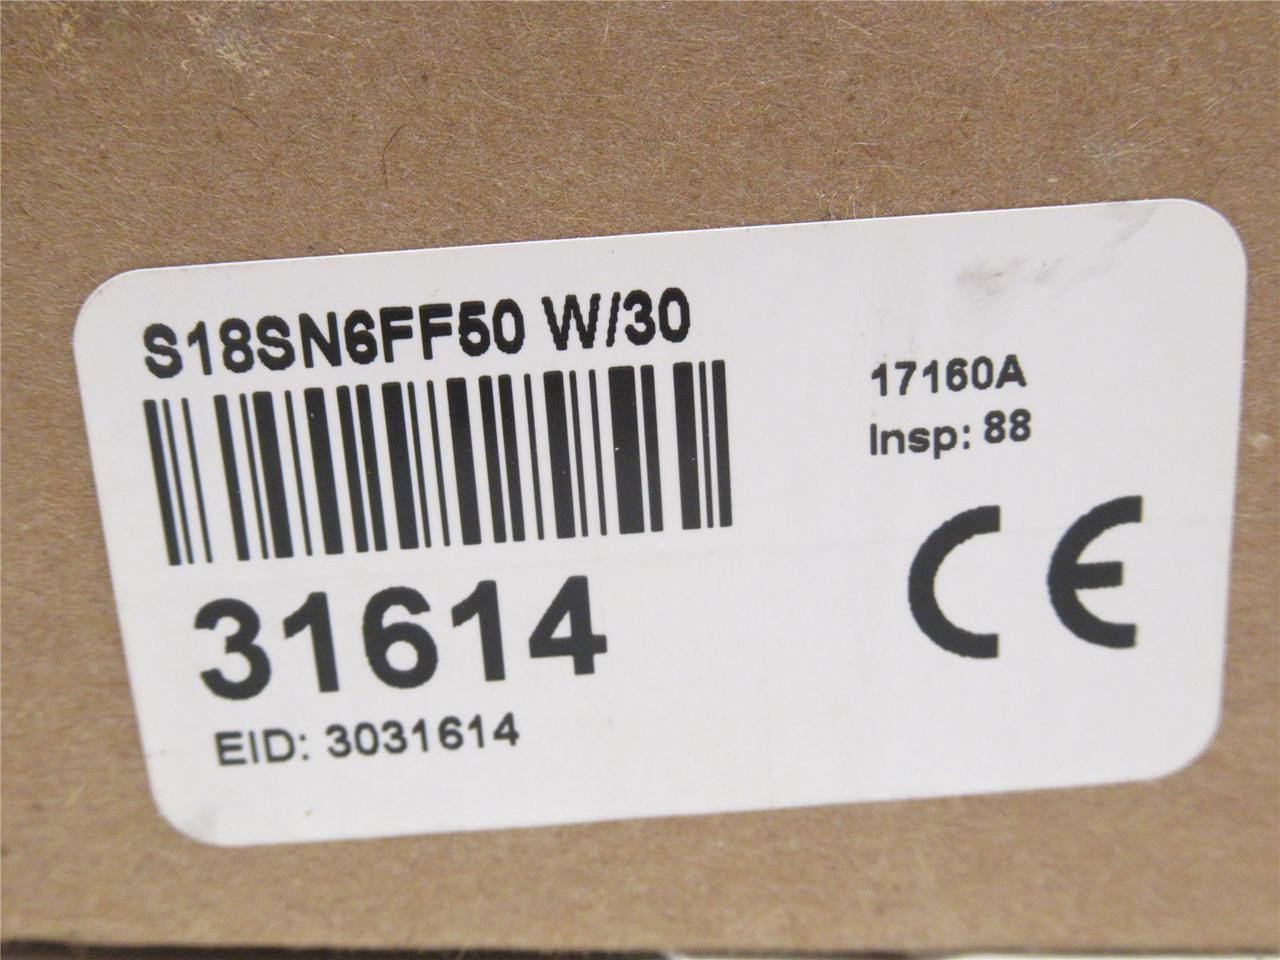 S18SN6FF50 W/30
17160A
Insp: 88
CE
31614
EID: 3031614